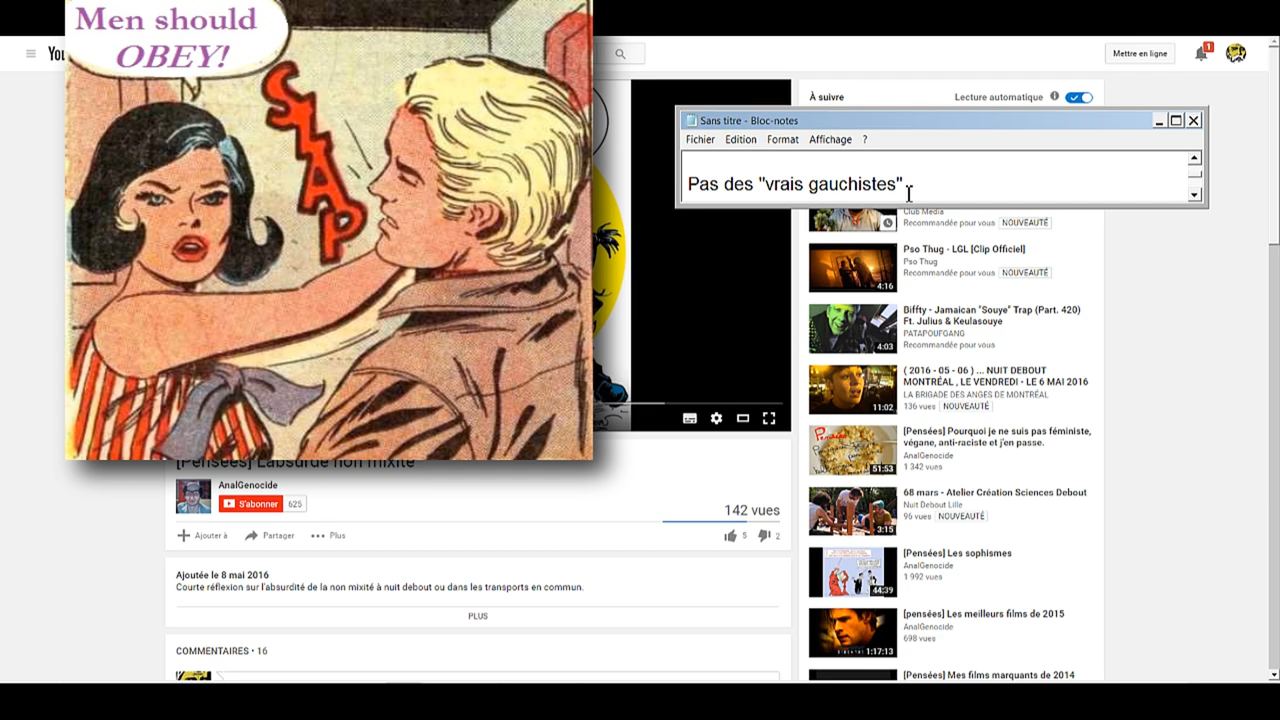 Men should
OBEY!
SLAP
You
Mettre en ligne
1
À suivre
Lecture automatique
Sans titre - Bloc-notes
Fichier Edition Format Affichage ?
Pas des "vrais gauchistes"
Club Media
Recommandée pour vous NOUVEAUTÉ
Pso Thug - LGL [Clip Officiel]
Pso Thug
Recommandée pour vous NOUVEAUTÉ
4:16
Biffty - Jamaican "Souye" Trap (Part. 420)
Ft. Julius & Keulasouye
PATAPOUFGANG
Recommandée pour vous
4:03
( 2016 - 05 - 06 ) ... NUIT DEBOUT
MONTRÉAL , LE VENDREDI - LE 6 MAI 2016
LA BRIGADE DES ANGES DE MONTRÉAL
136 vues NOUVEAUTÉ
11:02
[Pensées] Pourquoi je ne suis pas féministe,
végane, anti-raciste et j'en passe.
AnalGenocide
1 342 vues
51:53
68 mars - Atelier Création Sciences Debout
Nuit Debout Lille
96 vues NOUVEAUTÉ
3:15
[Pensées] Les sophismes
AnalGenocide
1 992 vues
44:39
[pensées] Les meilleurs films de 2015
AnalGenocide
698 vues
1:17:13
[Pensées] Mes films marquants de 2014
[Pensées] L'absurde non mixité
AnalGenocide
S'abonner 625
142 vues
Ajouter à Partager Plus
5 2
Ajoutée le 8 mai 2016
Courte réflexion sur l'absurdité de la non mixité à nuit debout ou dans les transports en commun.
PLUS
COMMENTAIRES • 16